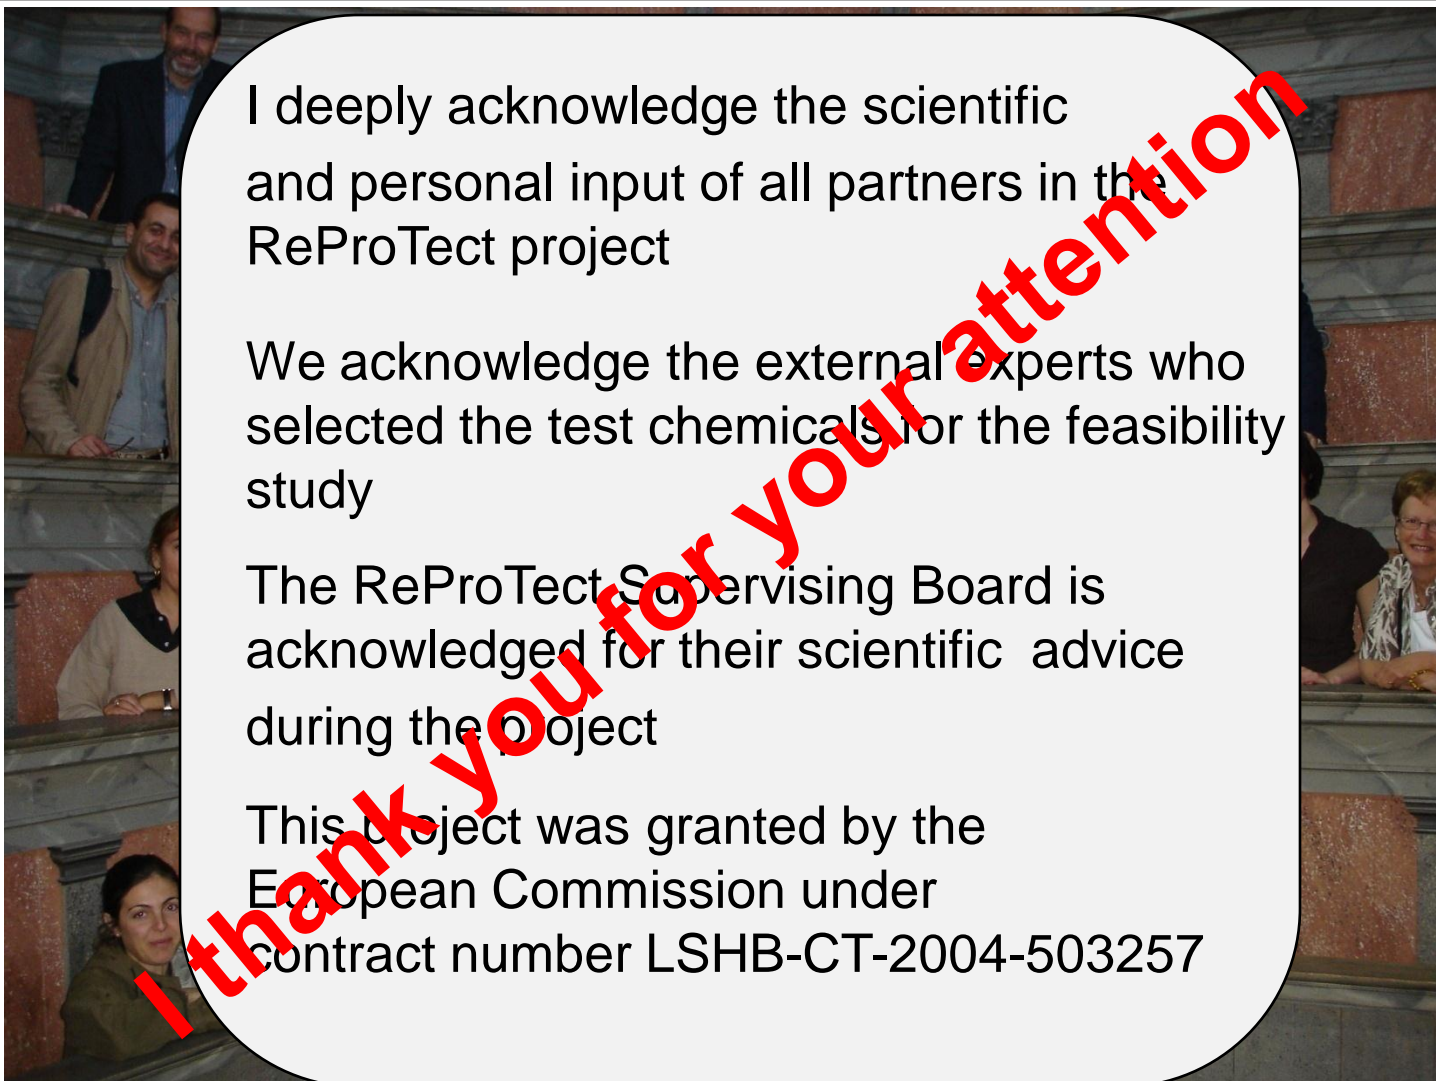 I deeply acknowledge the scientific
and personal input of all partners in the
ReProTect project
We acknowledge the external experts who
selected the test chemicals for the feasibility
study
The ReProTect Supervising Board is
acknowledged for their scientific  advice
during the project
This project was granted by the
European Commission under
contract number LSHB-CT-2004-503257
I thank you for your attention